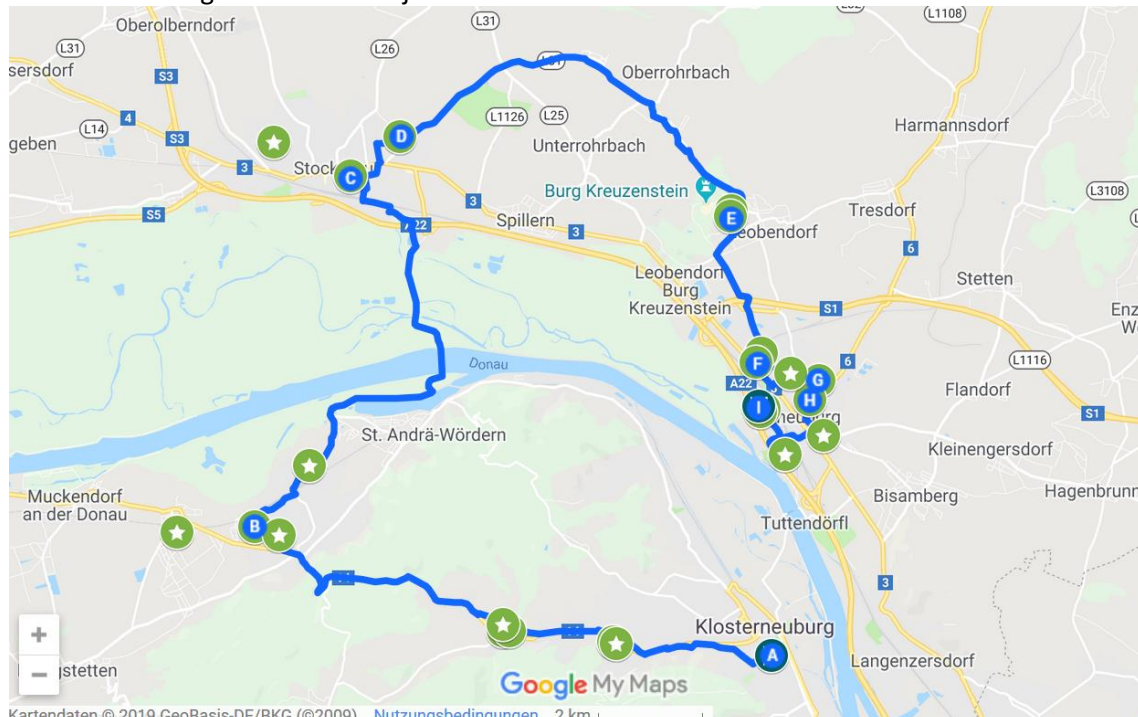 Oberolberndorf
L31
L31
L26
S3
L1108
sersdorf
4
S3
L14
L1126
L25
Oberrohrbach
Unterrohrbach
Harmannsdorf
geben
3
C
D
S5
3
A22
Spillern
3
Burg Kreuzenstein
E
Tresdorf
L3108
6
Leobendorf
Burg
Kreuzenstein
S1
Stetten
Donau
F
6
G
L1116
A22
H
I
Flandorf
S1
St. Andrä-Wördern
Kleinengersdorf
Muckendorf
an der Donau
B
Bisamberg
Tuttendörfl
3
Klosterneuburg
A
Langenzersdorf
+
−
Google My Maps
Kartendaten © 2019 GeoBasis-DE/BKG (©2009)
Nutzungsbedingungen
2 km